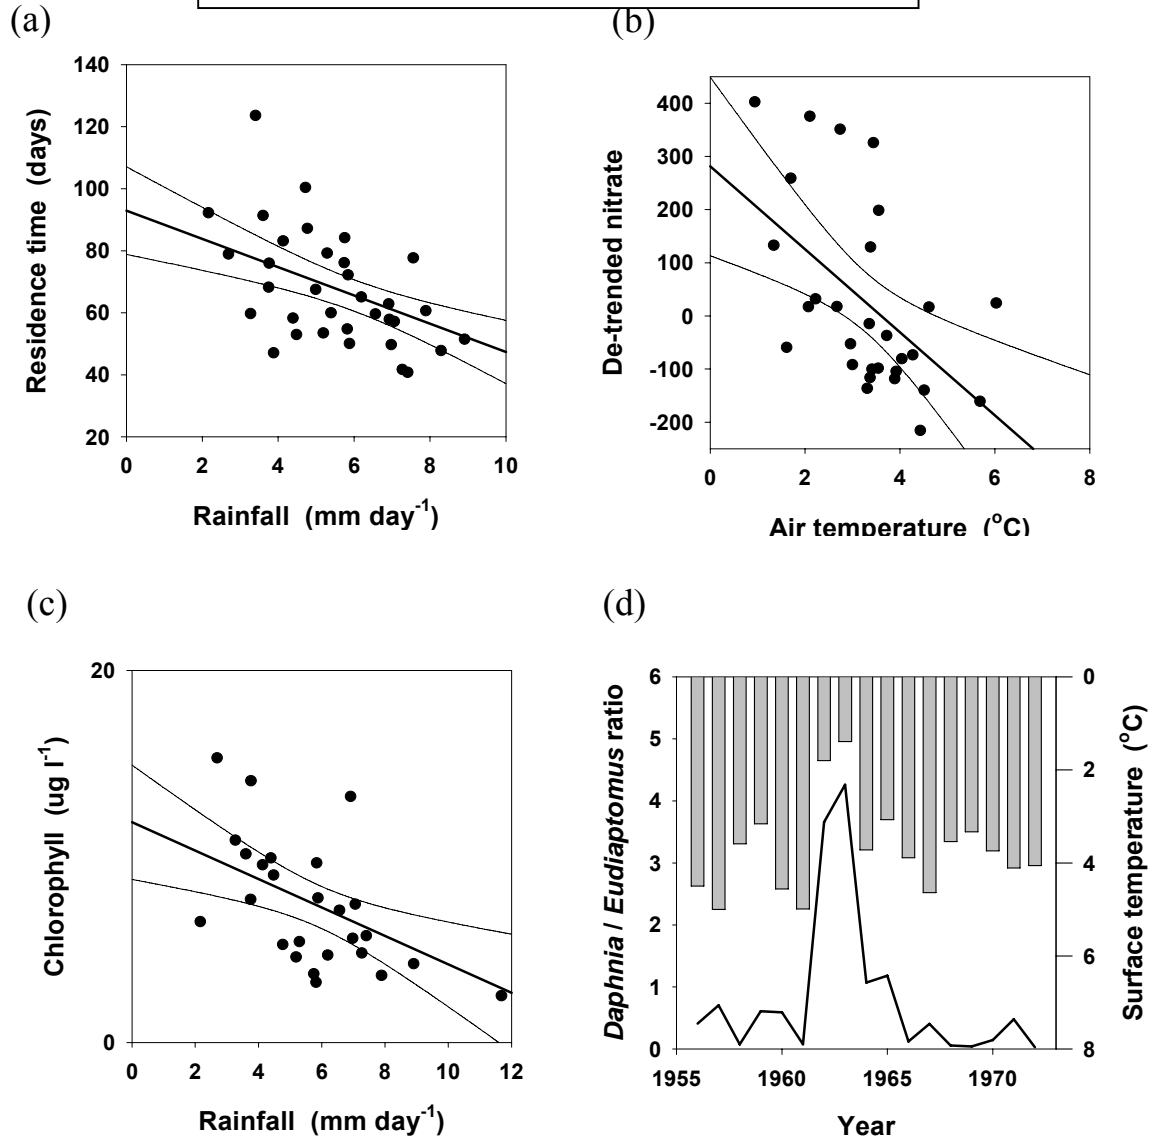 (a)
(b)
140
120
100
80
60
40
20
Residence time (days)
0 2 4 6 8 10
Rainfall (mm day-1)
400
300
200
100
0
-100
-200
De-trended nitrate
0 2 4 6 8
Air temperature (oC)
(c)
(d)
20
0
Chlorophyll (ug l-1)
0 2 4 6 8 10 12
Rainfall (mm day-1)
6
5
4
3
2
1
0
Daphnia / Eudiaptomus ratio
1955 1960 1965 1970
Year
0
2
4
6
8
Surface temperature (oC)